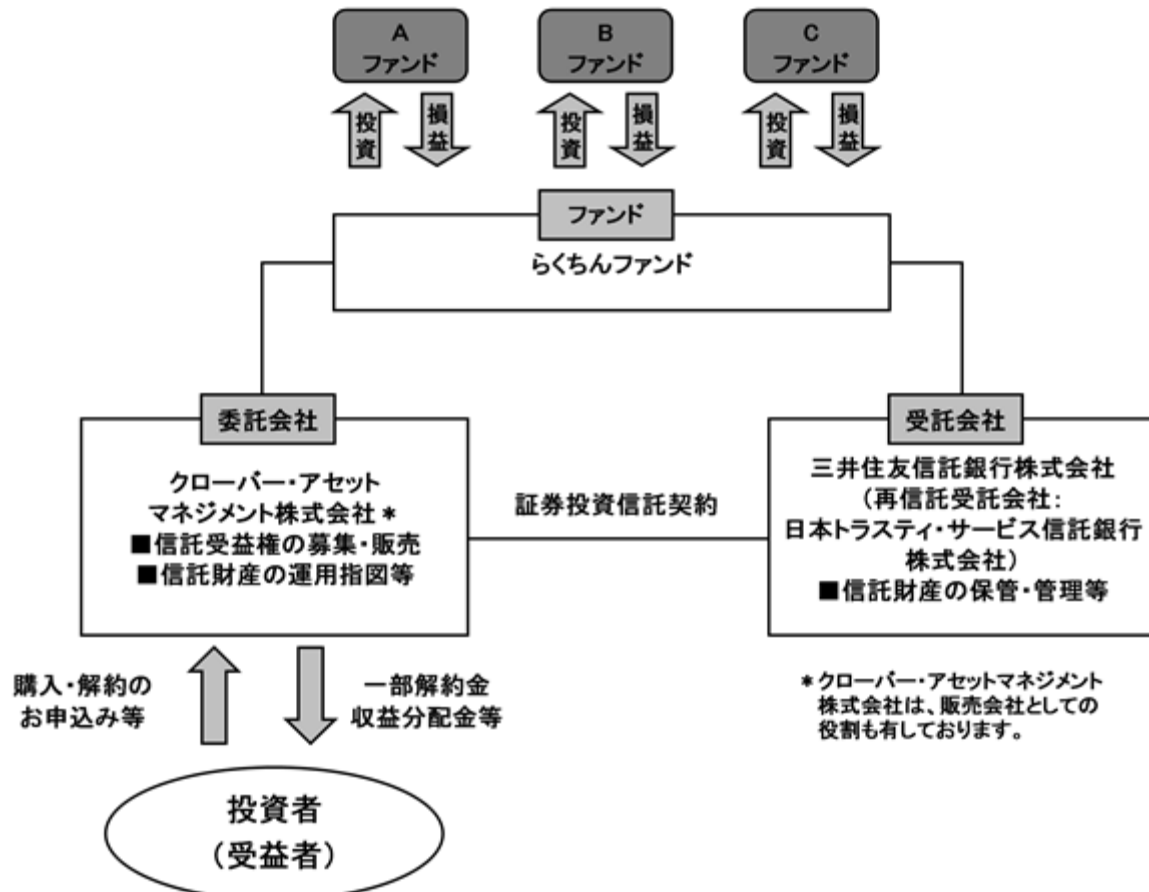 A
ファンド
B
ファンド
C
ファンド
投資
損益
投資
損益
投資
損益
ファンド
らくちんファンド
委託会社
クローバー・アセット
マネジメント株式会社*
■信託受益権の募集・販売
■信託財産の運用指図等
証券投資信託契約
受託会社
三井住友信託銀行株式会社
(再信託受託会社:
日本トラスティ・サービス信託銀行
株式会社)
■信託財産の保管・管理等
購入・解約の
お申込み等
一部解約金
収益分配金等
*クローバー・アセットマネジメント
株式会社は、販売会社としての
役割も有しております。
投資者
(受益者)